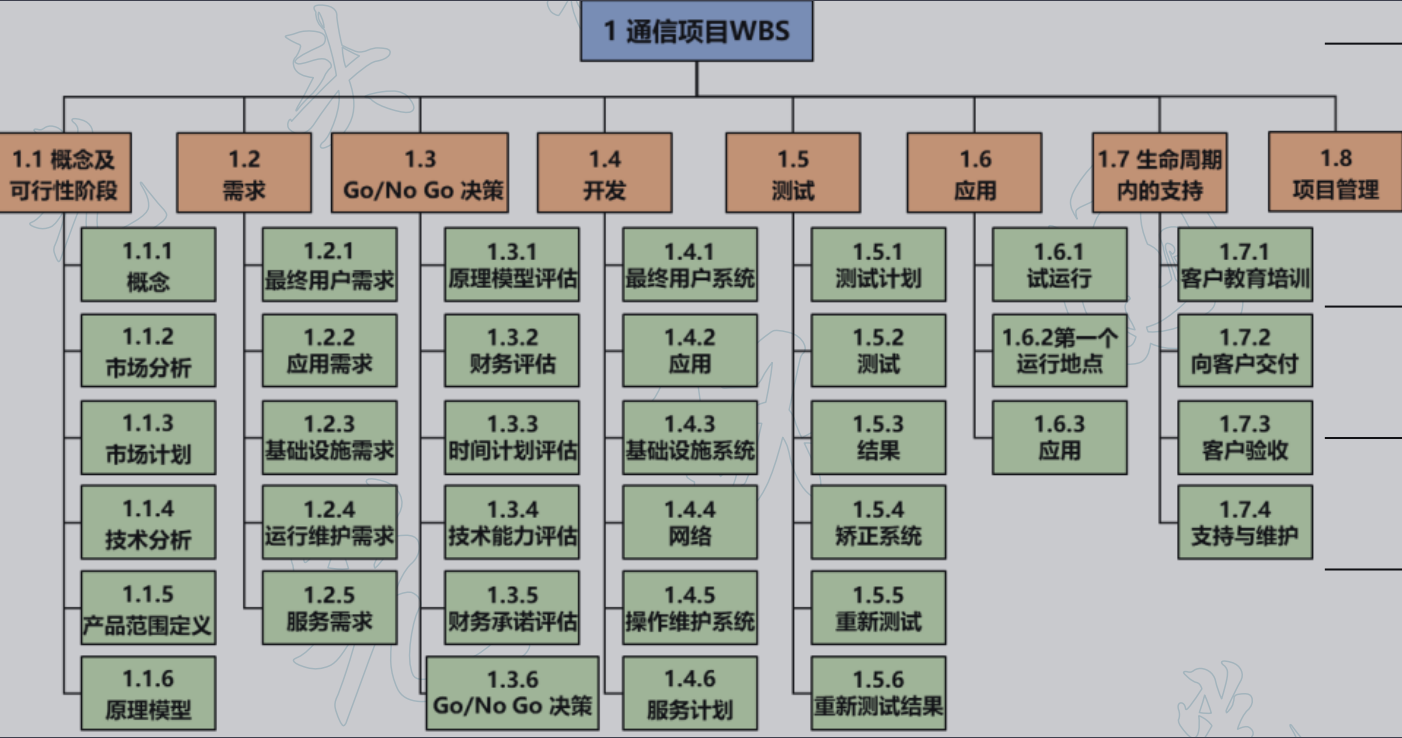 1 通信项目WBS
1.1 概念及
可行性阶段
1.1.1
概念
1.1.2
市场分析
1.1.3
市场计划
1.1.4
技术分析
1.1.5
产品范围定义
1.1.6
原理模型
1.2
需求
1.2.1
最终用户需求
1.2.2
应用需求
1.2.3
基础设施需求
1.2.4
运行维护需求
1.2.5
服务需求
1.3
Go/No Go 决策
1.3.1
原理模型评估
1.3.2
财务评估
1.3.3
时间计划评估
1.3.4
技术能力评估
1.3.5
财务承诺评估
1.3.6
Go/No Go 决策
1.4
开发
1.4.1
最终用户系统
1.4.2
应用
1.4.3
基础设施系统
1.4.4
网络
1.4.5
操作维护系统
1.4.6
服务计划
1.5
测试
1.5.1
测试计划
1.5.2
测试
1.5.3
结果
1.5.4
矫正系统
1.5.5
重新测试
1.5.6
重新测试结果
1.6
应用
1.6.1
试运行
1.6.2第一个
运行地点
1.6.3
应用
1.7 生命周期
内的支持
1.7.1
客户教育培训
1.7.2
向客户交付
1.7.3
客户验收
1.7.4
支持与维护
1.8
项目管理